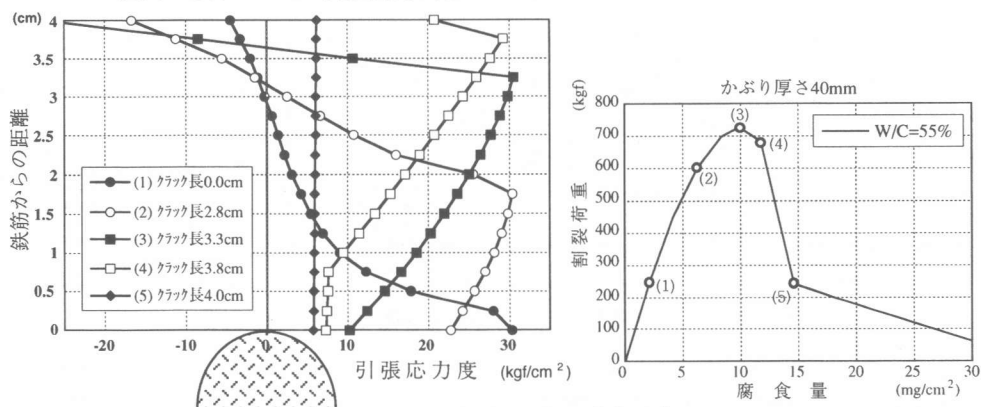 (cm)
4
3.5
3
2.5
2
1.5
1
0.5
0
鉄筋からの距離
(1) クラック長0.0cm
(2) クラック長2.8cm
(3) クラック長3.3cm
(4) クラック長3.8cm
(5) クラック長4.0cm
-20 -10 0 10 20 30
引張応力度 (kgf/cm²)
かぶり厚さ40mm
(kgf)
800
700
600
500
400
300
200
100
0
割裂荷重
W/C=55%
(1)
(2)
(3)
(4)
(5)
0 5 10 15 20 25 30
腐食量 (mg/cm²)